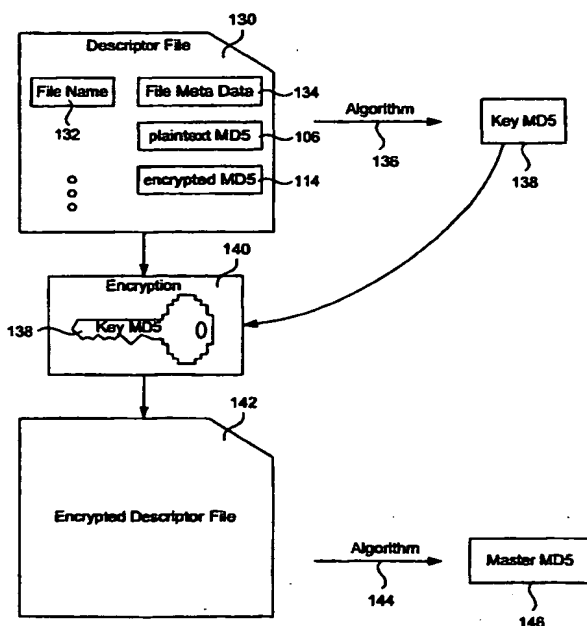 Descriptor File
130
File Name
132
File Meta Data
134
plaintext MD5
106
encrypted MD5
114
Algorithm
136
Key MD5
138
Encryption
140
138
Key MD5
142
Encrypted Descriptor File
Algorithm
144
Master MD5
146